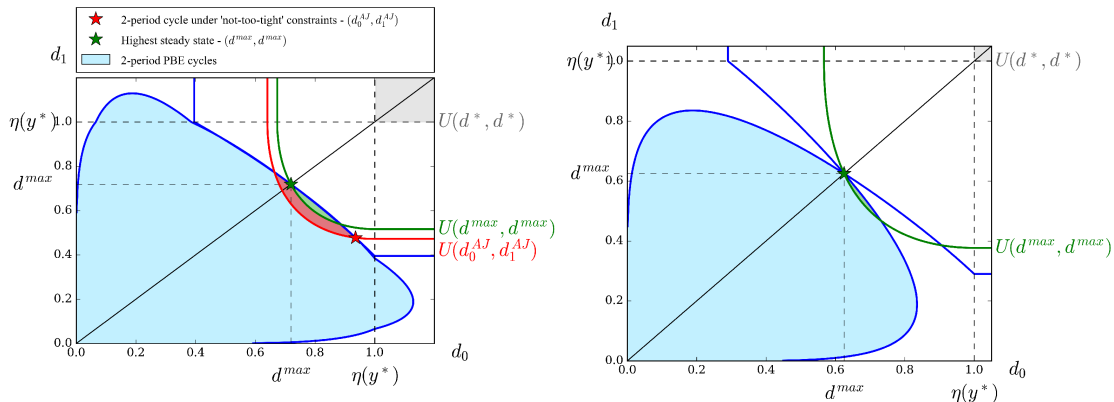 2-period cycle under 'not-too-tight' constraints - (d_0^{AJ}, d_1^{AJ})
Highest steady state - (d^{max}, d^{max})
2-period PBE cycles
d_1
η(y*)
1.0
0.8
d^{max}
0.6
0.4
0.2
0.0
0.0 0.2 0.4 0.6 0.8 1.0
d^{max} η(y*)
d_0
U(d*, d*)
U(d^{max}, d^{max})
U(d_0^{AJ}, d_1^{AJ})
d_1
η(y*)
1.0
0.8
d^{max}
0.6
0.4
0.2
0.0
0.0 0.2 0.4 0.6 0.8 1.0
d^{max} η(y*)
d_0
U(d*, d*)
U(d^{max}, d^{max})